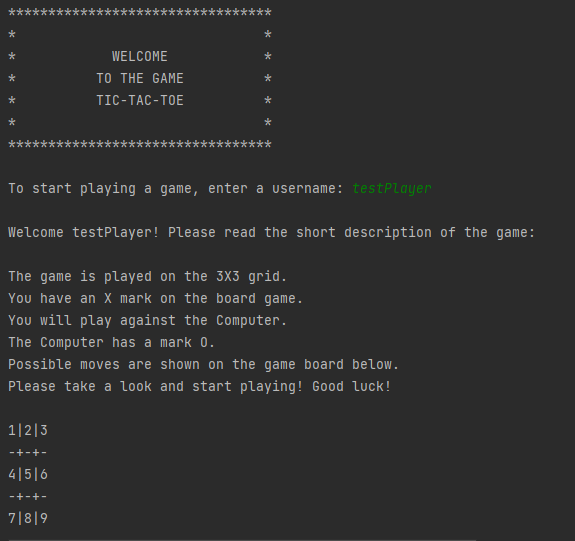 *********************************
*                               *
*            WELCOME            *
*          TO THE GAME          *
*          TIC-TAC-TOE          *
*                               *
*********************************
To start playing a game, enter a username: testPlayer
Welcome testPlayer! Please read the short description of the game:
The game is played on the 3X3 grid.
You have an X mark on the board game.
You will play against the Computer.
The Computer has a mark O.
Possible moves are shown on the game board below.
Please take a look and start playing! Good luck!
1|2|3
-+-+-
4|5|6
-+-+-
7|8|9